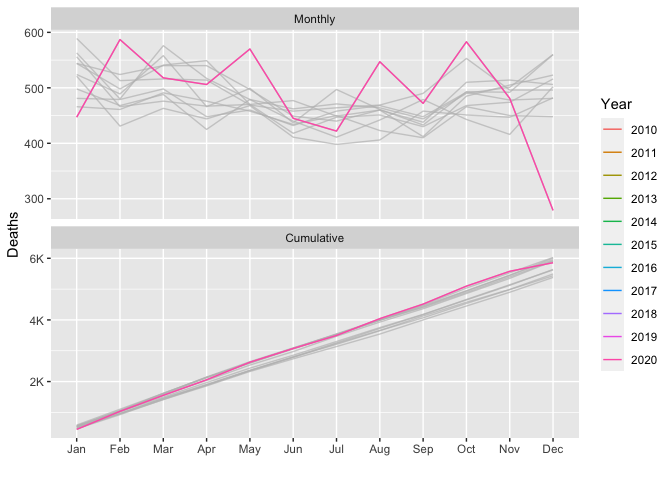 Monthly
600
500
400
300
Deaths
Cumulative
6K
4K
2K
Jan Feb Mar Apr May Jun Jul Aug Sep Oct Nov Dec
Year
2010
2011
2012
2013
2014
2015
2016
2017
2018
2019
2020